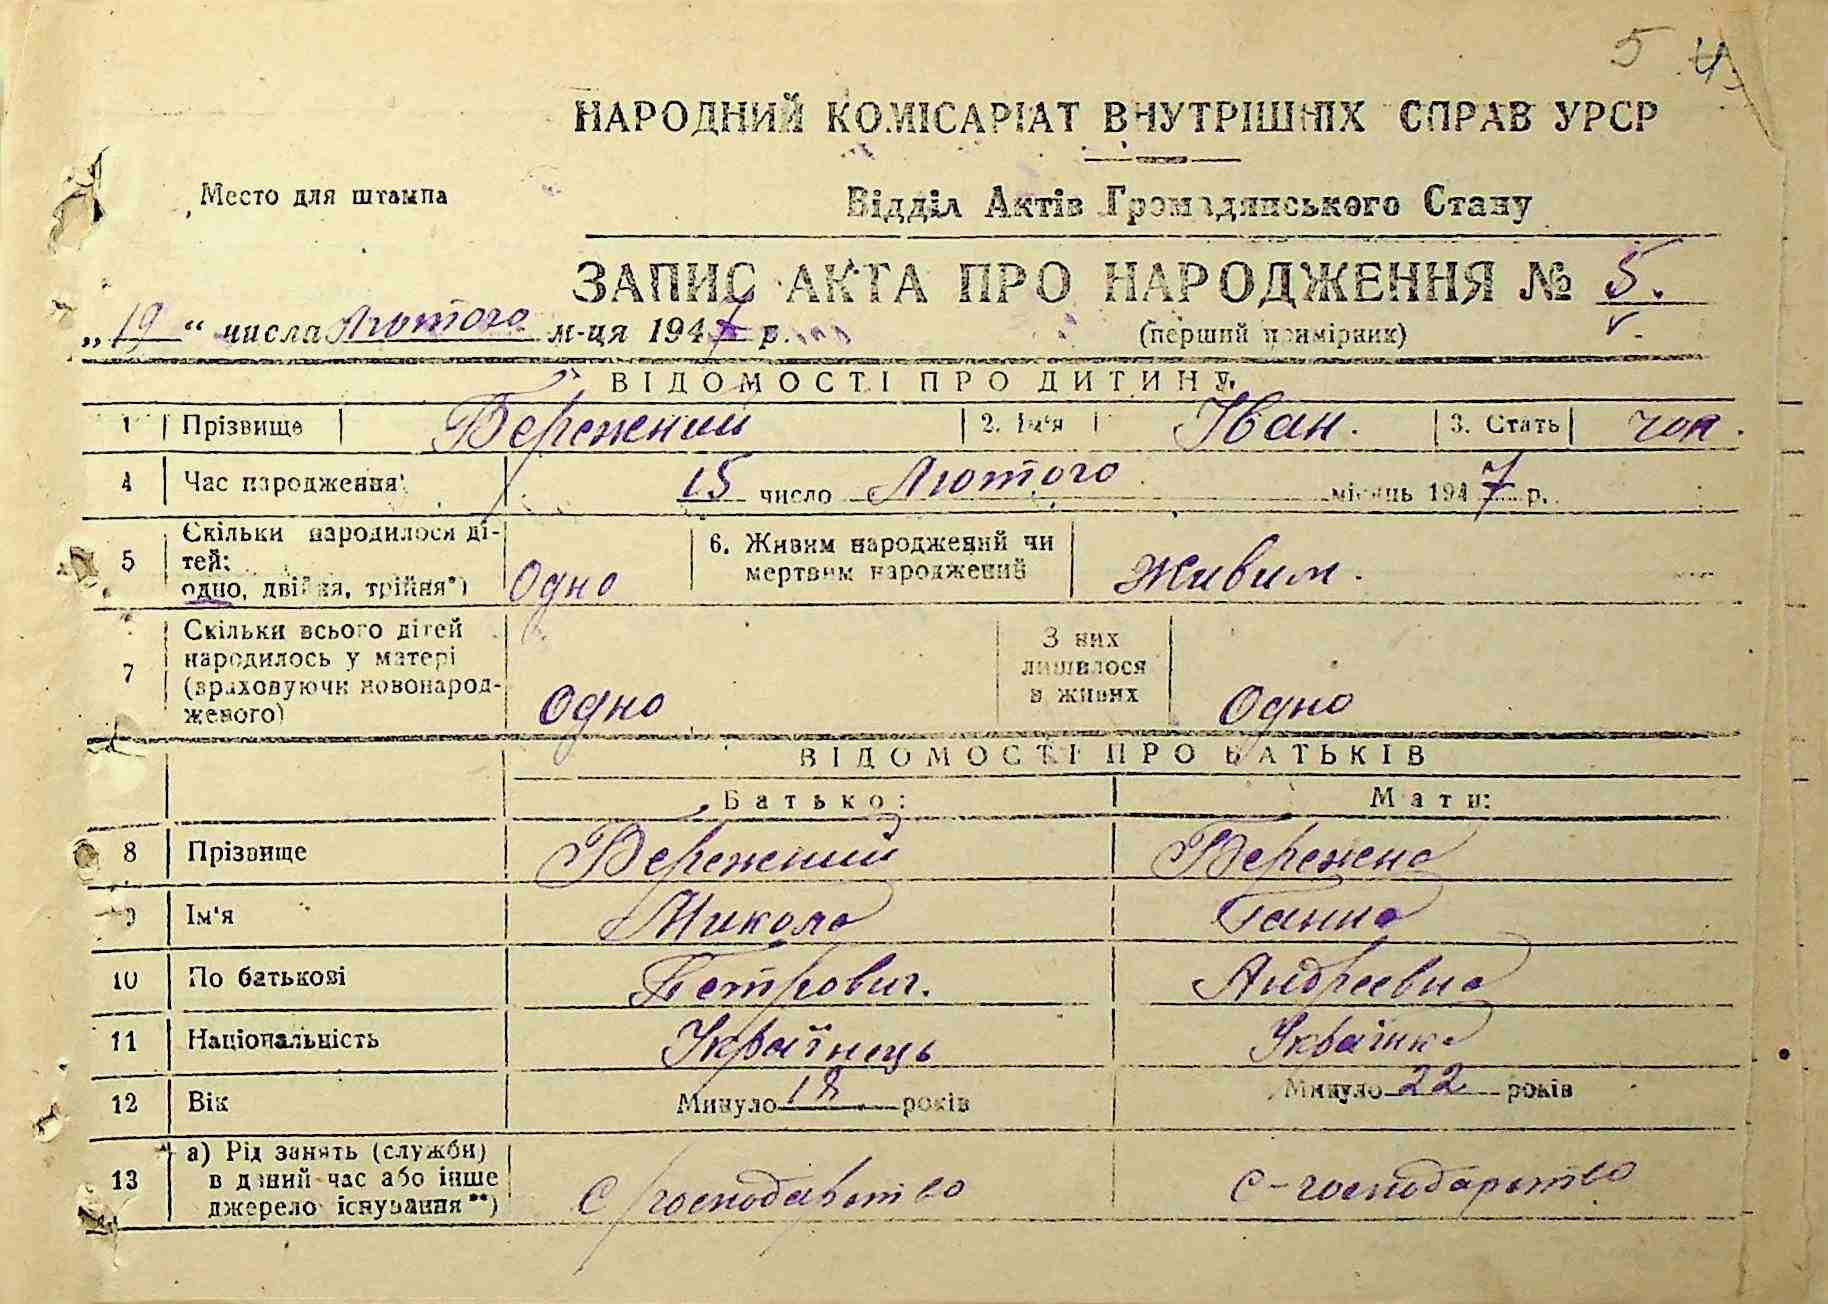 5 4
НАРОДНИЙ КОМІСАРІАТ ВНУТРІШНІХ СПРАВ УРСР
Место для штампа
Відділ Актів Громадянського Стану
ЗАПИС АКТА ПРО НАРОДЖЕННЯ № 5.
„19“ числа Лютого м-ця 1947 р.
(перший примірник)
ВІДОМОСТІ ПРО ДИТИНУ
1 Прізвище Бережний 2. Ім'я Іван. 3. Стать чол.
4 Час народження 15 число Лютого місяць 1947 р.
5 Скільки народилося ді-
тей:
одно, двійня, трійня*) Одно
6. Живим народжений чи
мертвим народжений Живим.
7 Скільки всього дітей
народилось у матері
(враховуючи новонарод-
женого) Одно
З них
лишилося
в живих Одно
ВІДОМОСТІ ПРО БАТЬКІВ
Батько: Мати:
8 Прізвище Бережний Бережна
9 Ім'я Микола Ганна
10 По батькові Петрович. Андреевна
11 Національність Українець Українка
12 Вік Минуло 18 років Минуло 22 років
13 а) Рід занять (служби)
в даний час або інше
джерело існування**) С господарство С-господарство